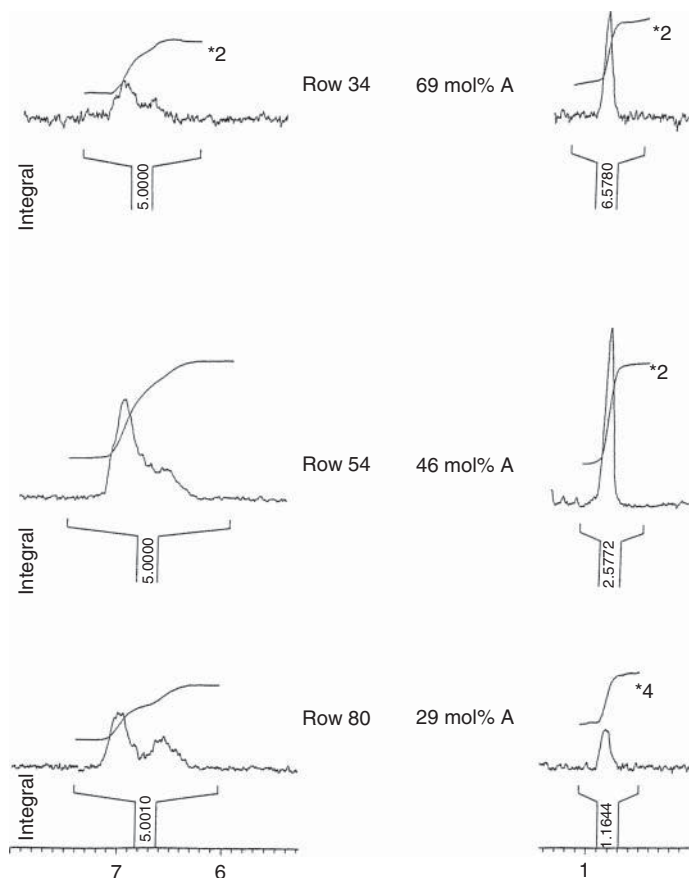 *2
Row 34
69 mol% A
*2
Integral
5.0000
6.5780
Row 54
46 mol% A
*2
Integral
5.0000
2.5772
Row 80
29 mol% A
*4
Integral
5.0010
1.1644
7
6
1